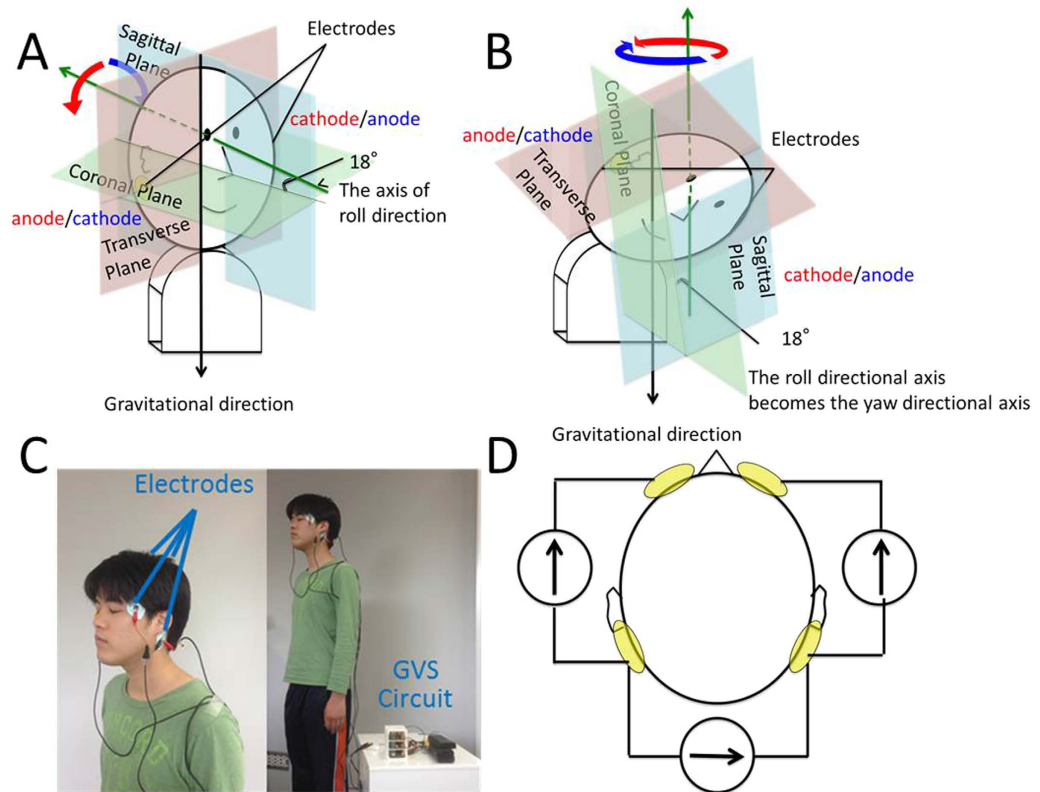 A
Sagittal
Plane
Electrodes
cathode/anode
18°
The axis of
roll direction
Coronal Plane
anode/cathode
Transverse
Plane
Gravitational direction
B
Coronal Plane
anode/cathode
Electrodes
Transverse
Plane
Sagittal
Plane
cathode/anode
18°
The roll directional axis
becomes the yaw directional axis
Gravitational direction
C
Electrodes
GVS
Circuit
D